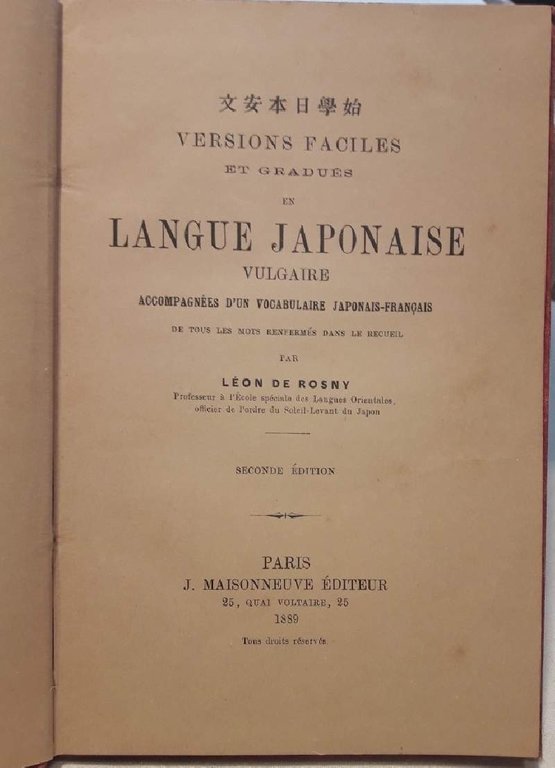 文安本日學始
VERSIONS FACILES
ET GRADUÉS
EN
LANGUE JAPONAISE
VULGAIRE
ACCOMPAGNÉES D'UN VOCABULAIRE JAPONAIS-FRANÇAIS
DE TOUS LES MOTS RENFERMÉS DANS LE RECUEIL
PAR
LÉON DE ROSNY
Professeur à l'École spéciale des Langues Orientales,
officier de l'ordre du Soleil-Levant du Japon
SECONDE ÉDITION
PARIS
J. MAISONNEUVE ÉDITEUR
25, QUAI VOLTAIRE, 25
1889
Tous droits réservés